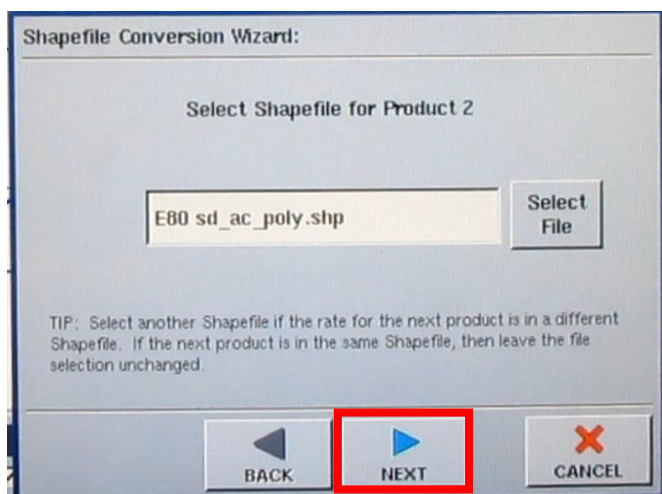 Shapefile Conversion Wizard:
Select Shapefile for Product 2
E80 sd_ac_poly.shp
Select
File
TIP: Select another Shapefile if the rate for the next product is in a different
Shapefile. If the next product is in the same Shapefile, then leave the file
selection unchanged.
BACK
NEXT
CANCEL